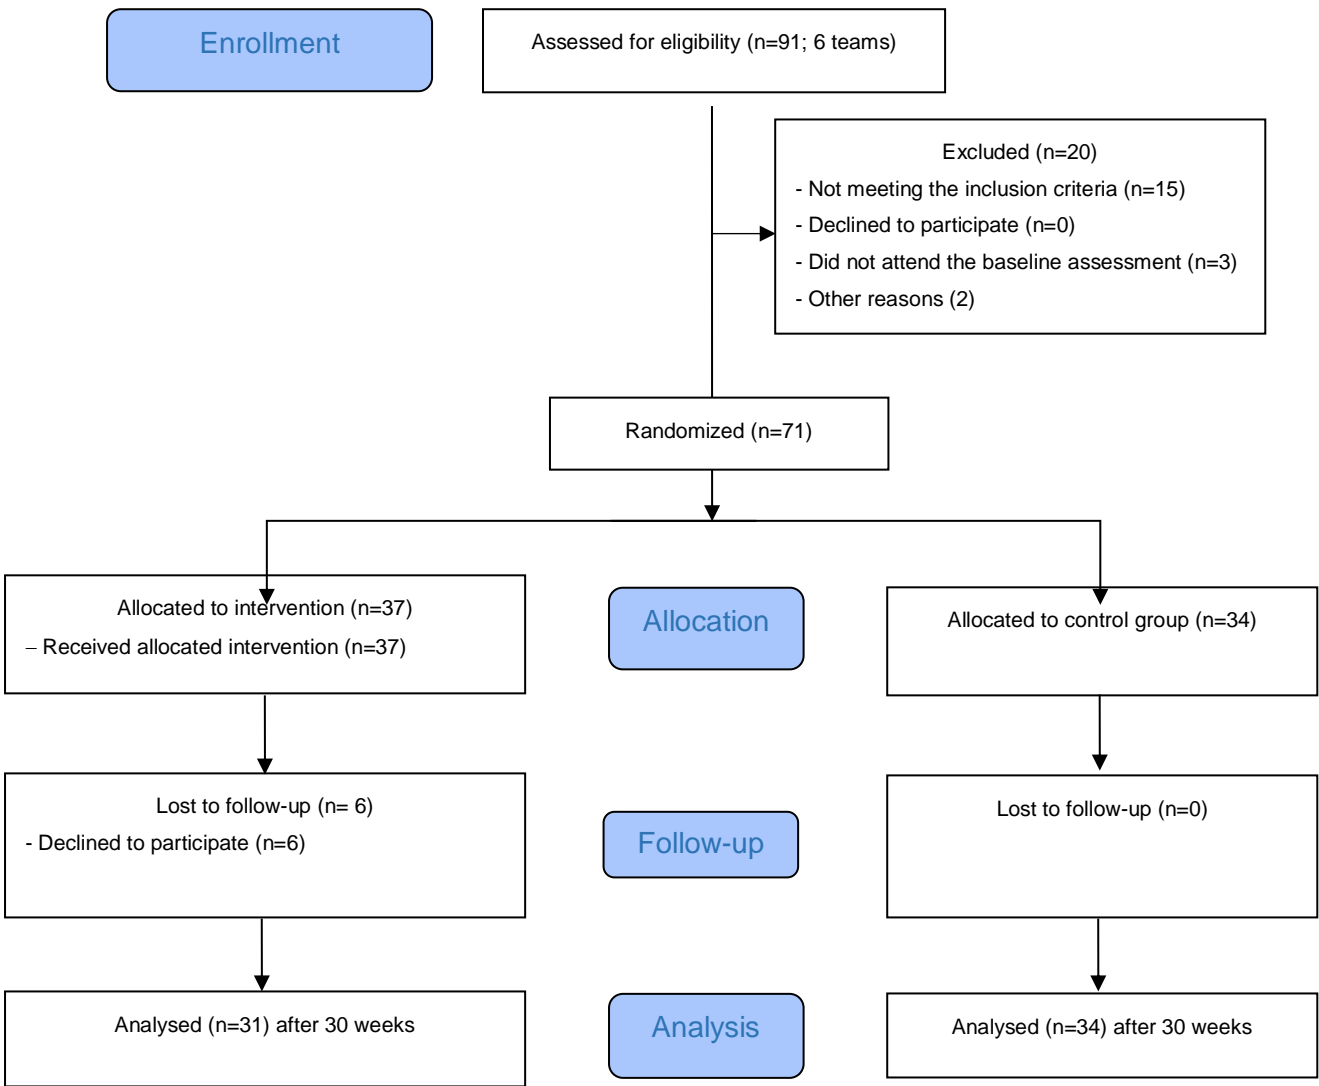 Enrollment
Assessed for eligibility (n=91; 6 teams)
Excluded (n=20)
- Not meeting the inclusion criteria (n=15)
- Declined to participate (n=0)
- Did not attend the baseline assessment (n=3)
- Other reasons (2)
Randomized (n=71)
Allocated to intervention (n=37)
– Received allocated intervention (n=37)
Allocation
Allocated to control group (n=34)
Lost to follow-up (n= 6)
- Declined to participate (n=6)
Follow-up
Lost to follow-up (n=0)
Analysed (n=31) after 30 weeks
Analysis
Analysed (n=34) after 30 weeks